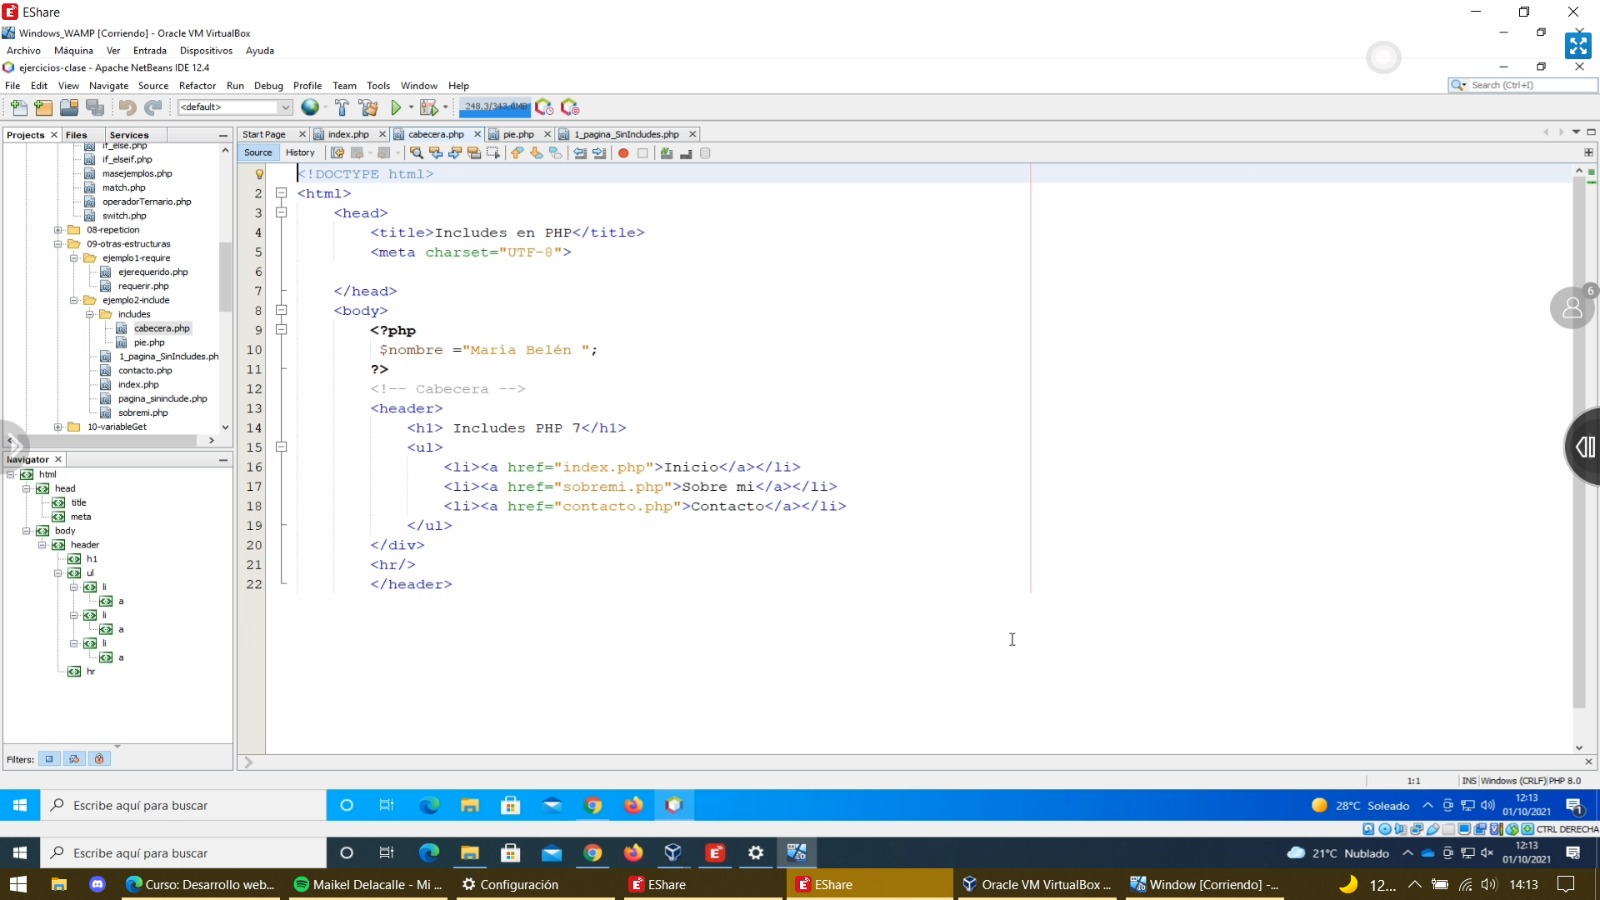 EShare
Windows_WAMP [Corriendo] - Oracle VM VirtualBox
Archivo Máquina Ver Entrada Dispositivos Ayuda
ejercicios-clase - Apache NetBeans IDE 12.4
File Edit View Navigate Source Refactor Run Debug Profile Team Tools Window Help
Search (Ctrl+I)
<default>
248,3/343,0MB
Projects Files Services
Start Page index.php cabecera.php pie.php 1_pagina_SinIncludes.php
Source History
if_else.php
if_elseif.php
masejemplos.php
match.php
operadorTernario.php
switch.php
08-repeticion
09-otras-estructuras
ejemplo1-require
ejerequerido.php
requerir.php
ejemplo2-include
includes
cabecera.php
pie.php
1_pagina_SinIncludes.ph
contacto.php
index.php
pagina_sininclude.php
sobremi.php
10-variableGet
Navigator
html
head
title
meta
body
header
h1
ul
li
a
li
a
li
a
hr
Filters:
<!DOCTYPE html>
2 <html>
3 <head>
4 <title>Includes en PHP</title>
5 <meta charset="UTF-8">
6
7 </head>
8 <body>
9 <?php
10 $nombre ="María Belén ";
11 ?>
12 <!-- Cabecera -->
13 <header>
14 <h1> Includes PHP 7</h1>
15 <ul>
16 <li><a href="index.php">Inicio</a></li>
17 <li><a href="sobremi.php">Sobre mi</a></li>
18 <li><a href="contacto.php">Contacto</a></li>
19 </ul>
20 </div>
21 <hr/>
22 </header>
6
1:1 INS Windows (CRLF) PHP 8.0
Escribe aquí para buscar
28°C Soleado
12:13
01/10/2021
1
CTRL DERECHA
Escribe aquí para buscar
21°C Nublado
12:13
01/10/2021
Curso: Desarrollo web... Maikel Delacalle - Mi ... Configuración EShare EShare Oracle VM VirtualBox ... Window [Corriendo] -... 12... 14:13